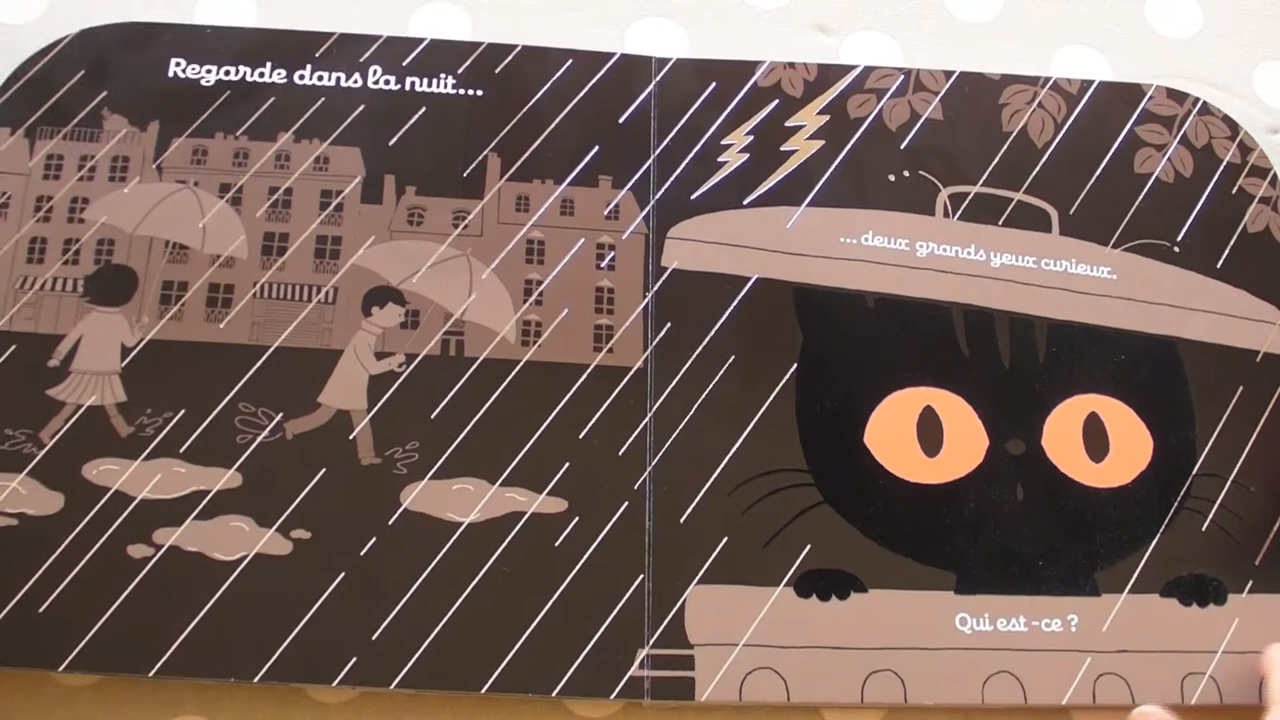 Regarde dans la nuit...
...deux grands yeux curieux.
Qui est-ce ?